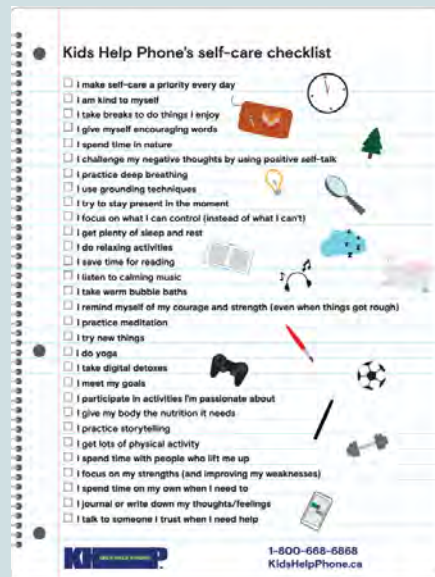 Kids Help Phone's self-care checklist
I make self-care a priority every day
I am kind to myself
I take breaks to do things i enjoy
I give myself encouraging words
I spend time in nature
I challenge my negative thoughts by using positive self-talk
I practice deep breathing
I use grounding techniques
I try to stay present in the moment
I focus on what I can control (instead of what I can't)
I get plenty of sleep and rest
I do relaxing activities
I save time for reading
I listen to calming music
I take warm bubble baths
I remind myself of my courage and strength (even when things got rough)
I practice meditation
I try new things
I do yoga
I take digital detoxes
I meet my goals
I participate in activities I'm passionate about
I give my body the nutrition it needs
I practice storytelling
I get lots of physical activity
I spend time with people who lift me up
I focus on my strengths (and improving my weaknesses)
I spend time on my own when I need to
I journal or write down my thoughts/feelings
I talk to someone I trust when I need help
KIDS HELP PHONE
1-800-668-6868
KidsHelpPhone.ca